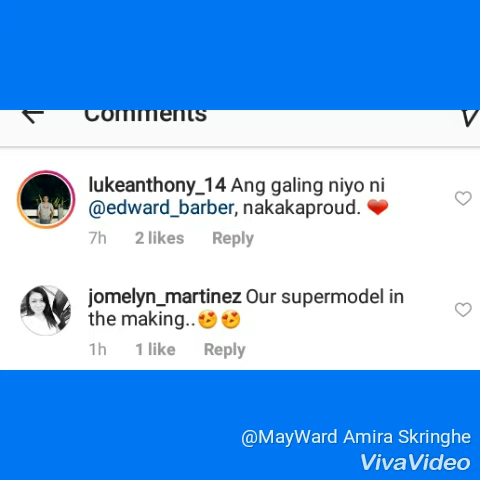 Comments
lukeanthony_14 Ang galing niyo ni
@edward_barber, nakakaproud. ❤
7h 2 likes Reply
jomelyn_martinez Our supermodel in
the making..😍😍
1h 1 like Reply
@MayWard Amira Skringhe
VivaVideo